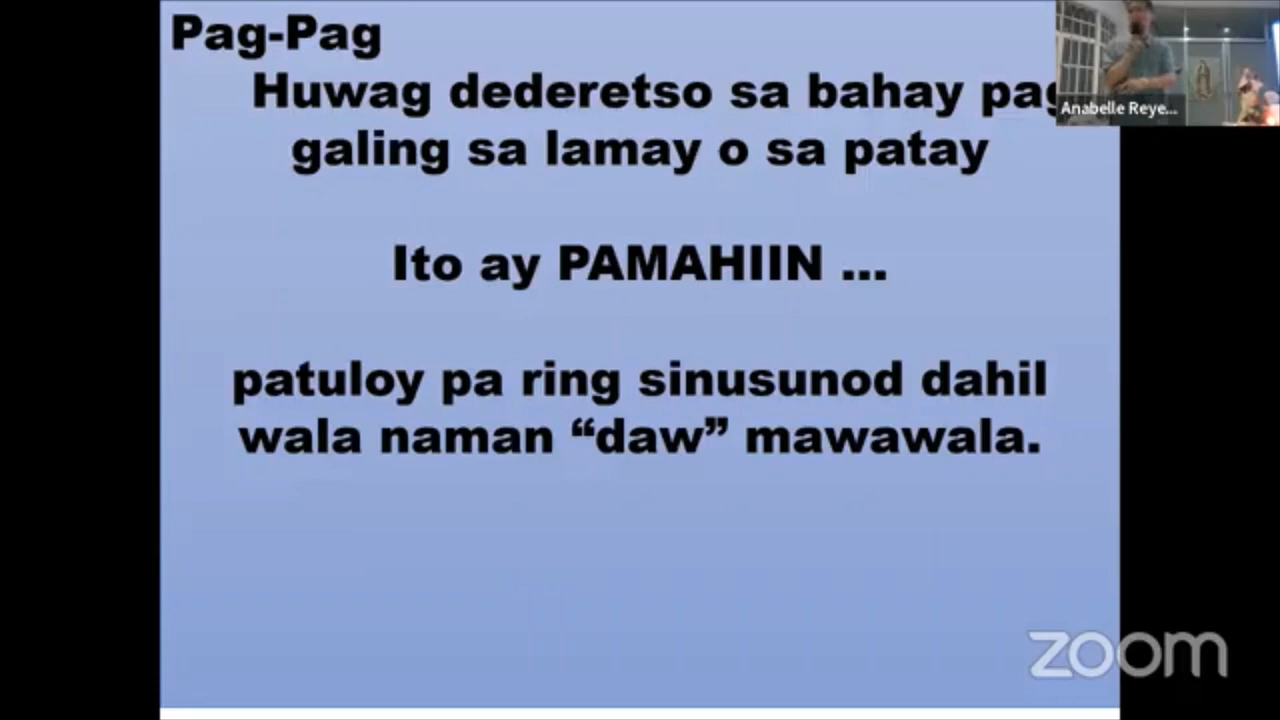 Pag-Pag
Huwag dederetso sa bahay pag
galing sa lamay o sa patay
Ito ay PAMAHIIN ...
patuloy pa ring sinusunod dahil
wala naman “daw” mawawala.
Anabelle Reye...
zoom